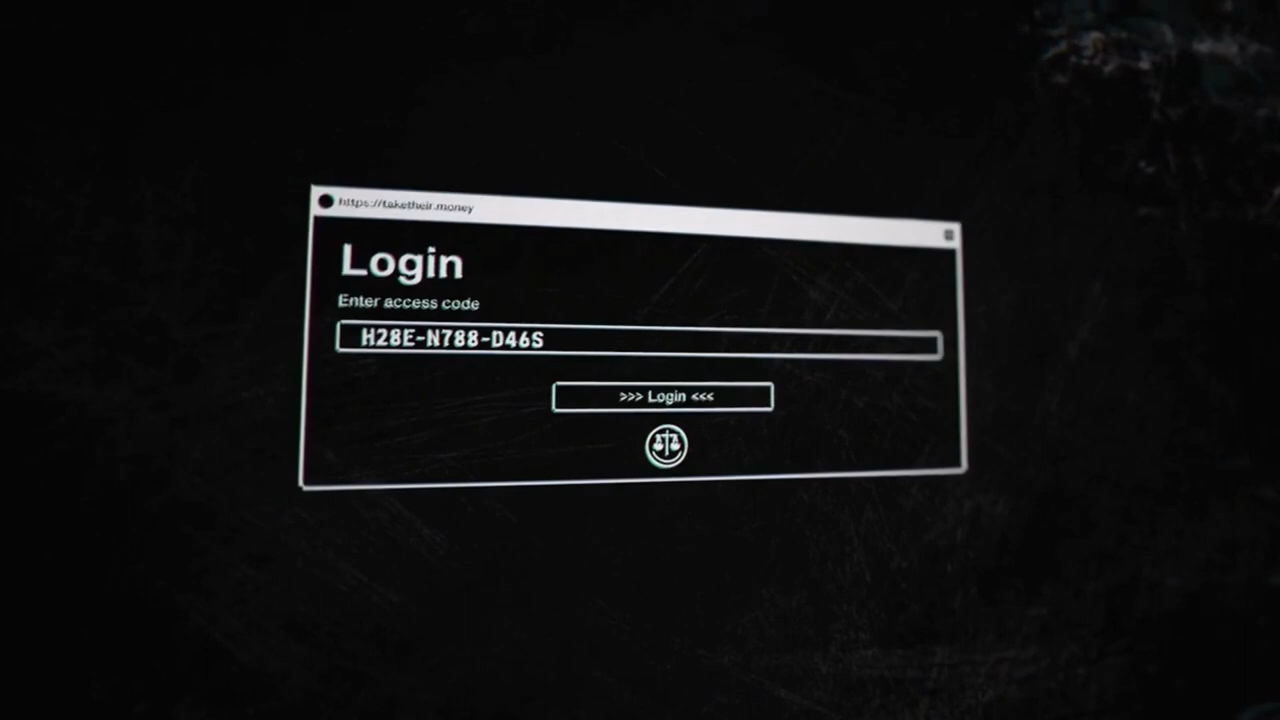 https://taketheir.money
Login
Enter access code
H28E-N788-D46S
>>> Login <<<